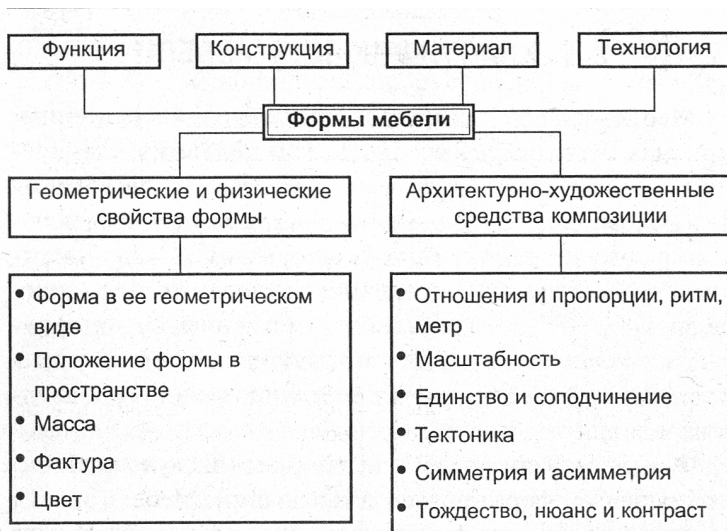 Функция
Конструкция
Материал
Технология
Формы мебели
Геометрические и физические
свойства формы
Архитектурно-художественные
средства композиции
• Форма в ее геометрическом
виде
• Положение формы в
пространстве
• Масса
• Фактура
• Цвет
• Отношения и пропорции, ритм,
метр
• Масштабность
• Единство и соподчинение
• Тектоника
• Симметрия и асимметрия
• Тождество, нюанс и контраст